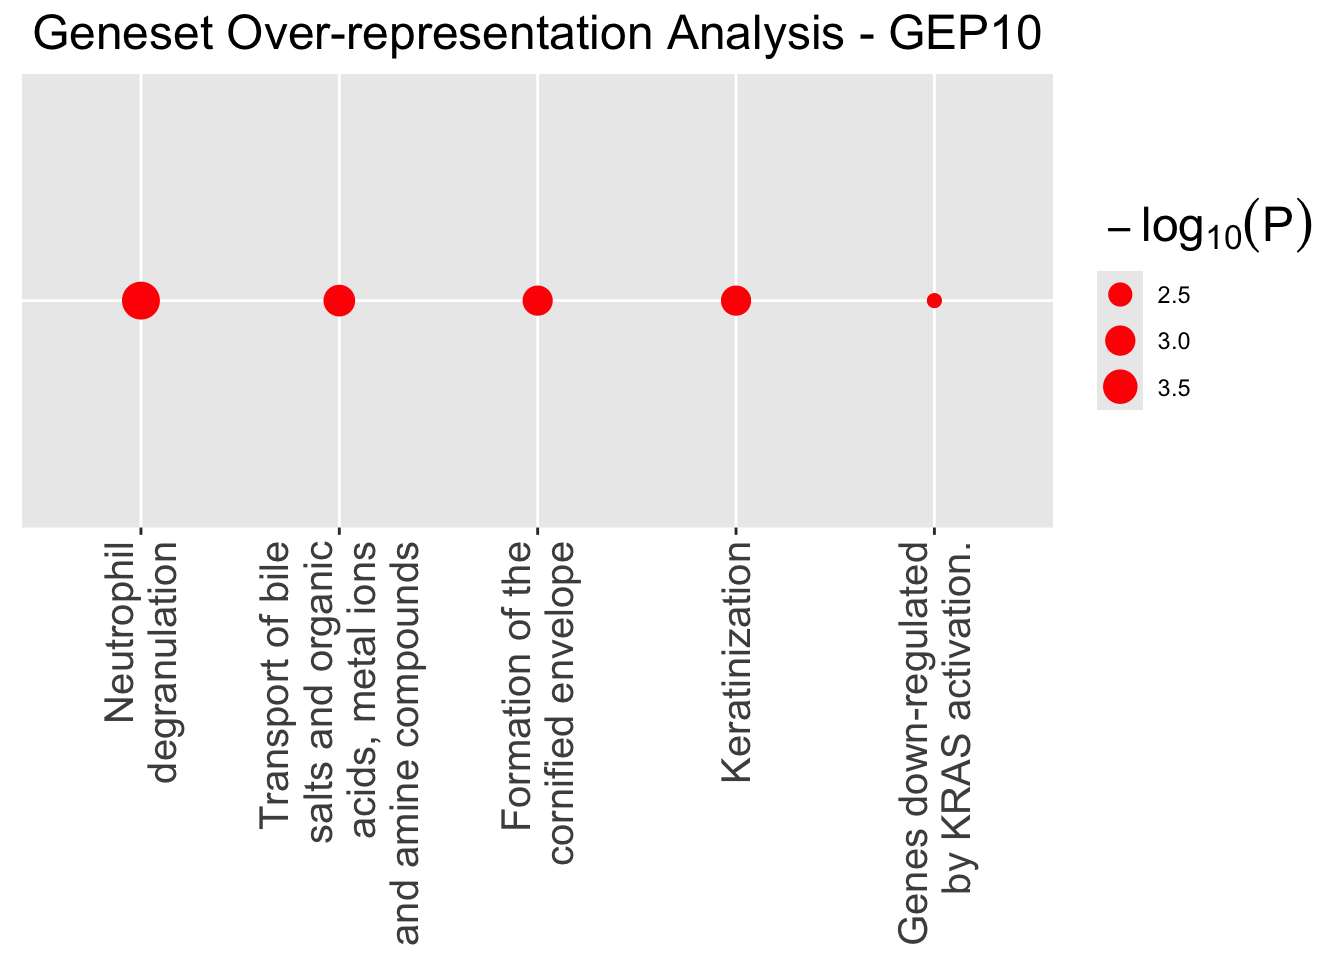 Geneset Over-representation Analysis - GEP10
− log10(P)
2.5
3.0
3.5
Neutrophil
degranulation
Transport of bile
salts and organic
acids, metal ions
and amine compounds
Formation of the
cornified envelope
Keratinization
Genes down-regulated
by KRAS activation.